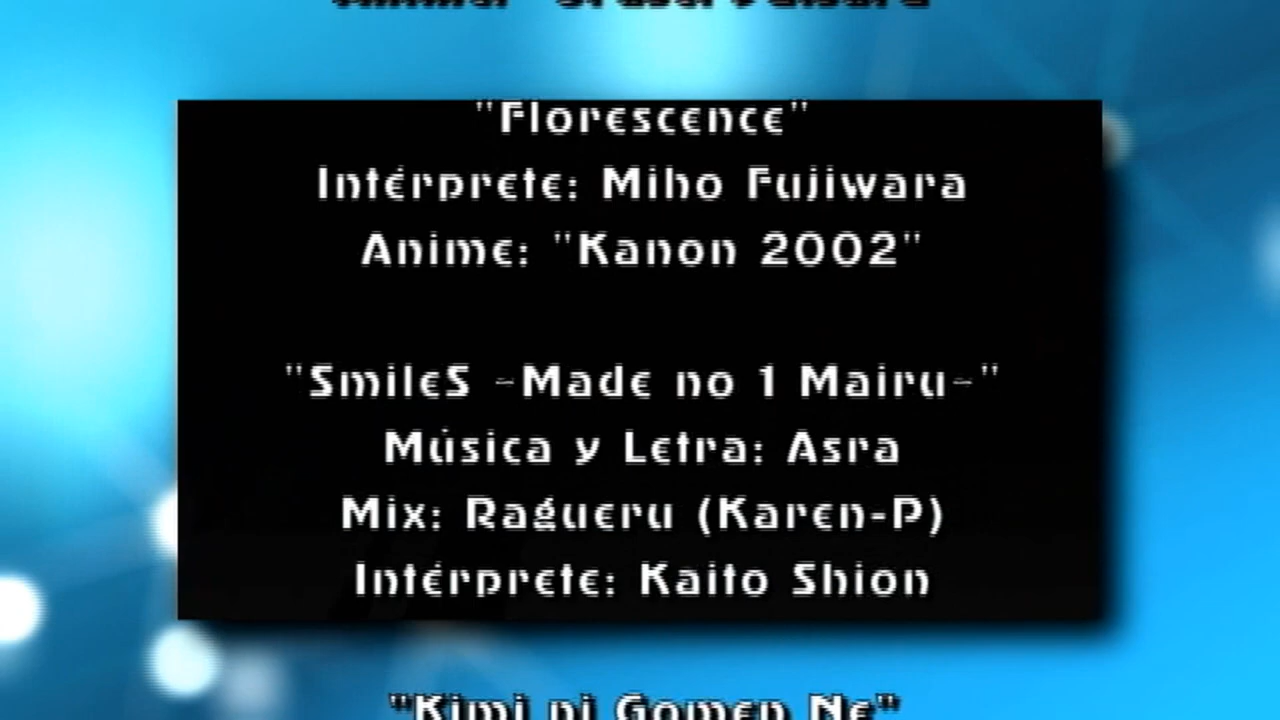 "Florescence"
Intérprete: Miho Fujiwara
Anime: "Kanon 2002"
"SmileS ~Made no 1 Mairu~"
Música y Letra: Asra
Mix: Ragueru (Karen-P)
Intérprete: Kaito Shion
"Kimi ni Gomen Ne"